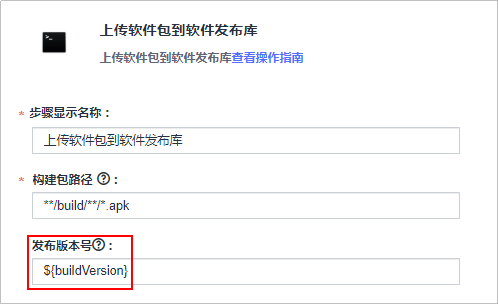 上传软件包到软件发布库
上传软件包到软件发布库查看操作指南
* 步骤显示名称：
上传软件包到软件发布库
* 构建包路径 ?：
**/build/**/*.apk
发布版本号?：
${buildVersion}